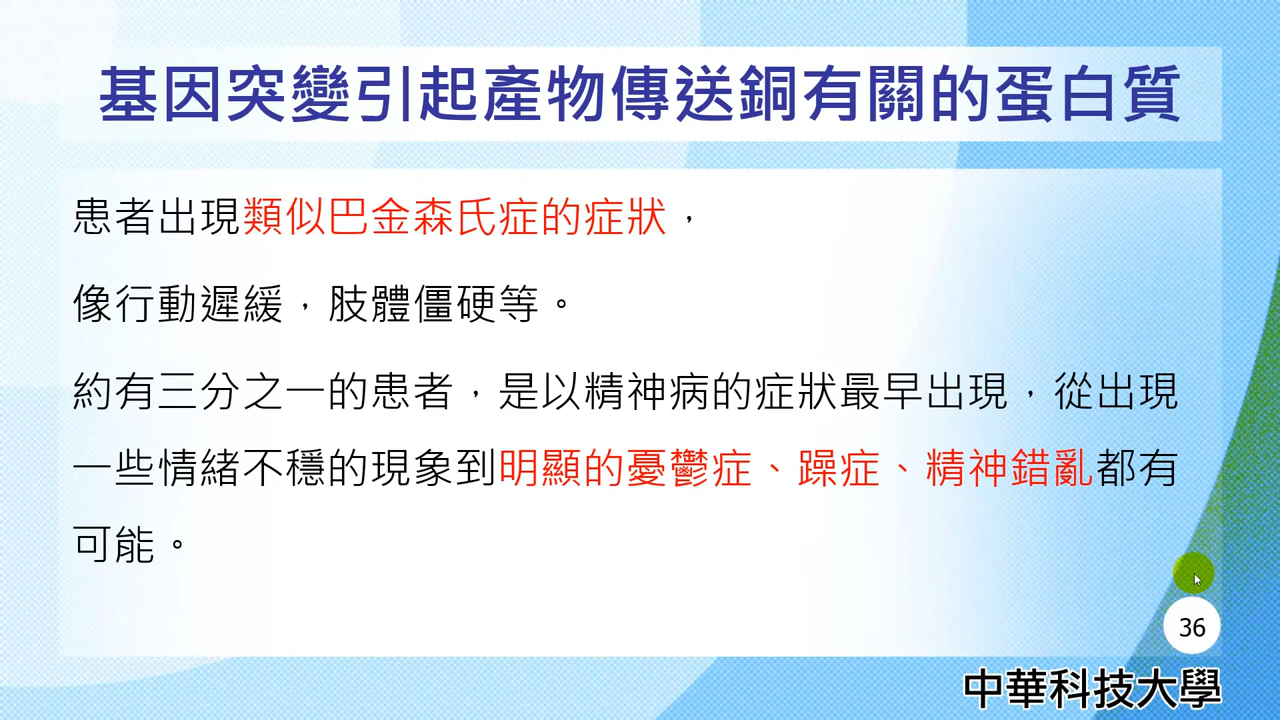 基因突變引起產物傳送銅有關的蛋白質
患者出現類似巴金森氏症的症狀，
像行動遲緩，肢體僵硬等。
約有三分之一的患者，是以精神病的症狀最早出現，從出現
一些情緒不穩的現象到明顯的憂鬱症、躁症、精神錯亂都有
可能。
36
中華科技大學